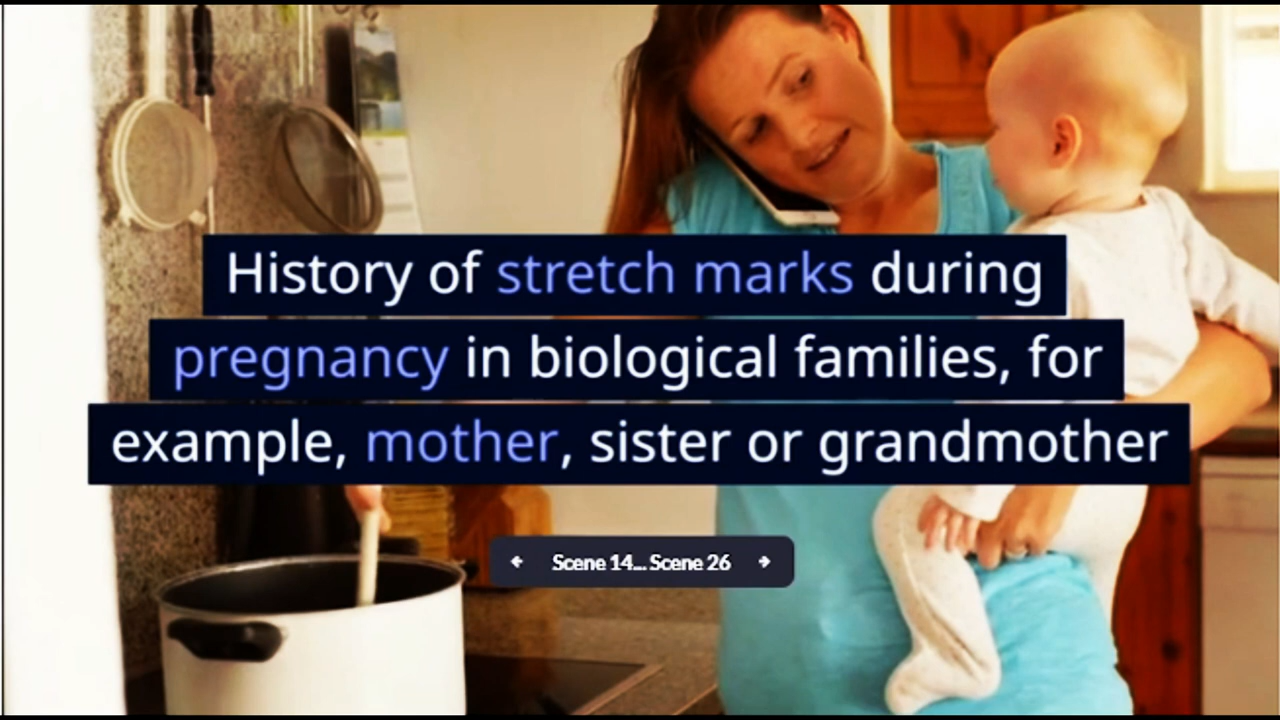 History of stretch marks during
pregnancy in biological families, for
example, mother, sister or grandmother
Scene 14... Scene 26